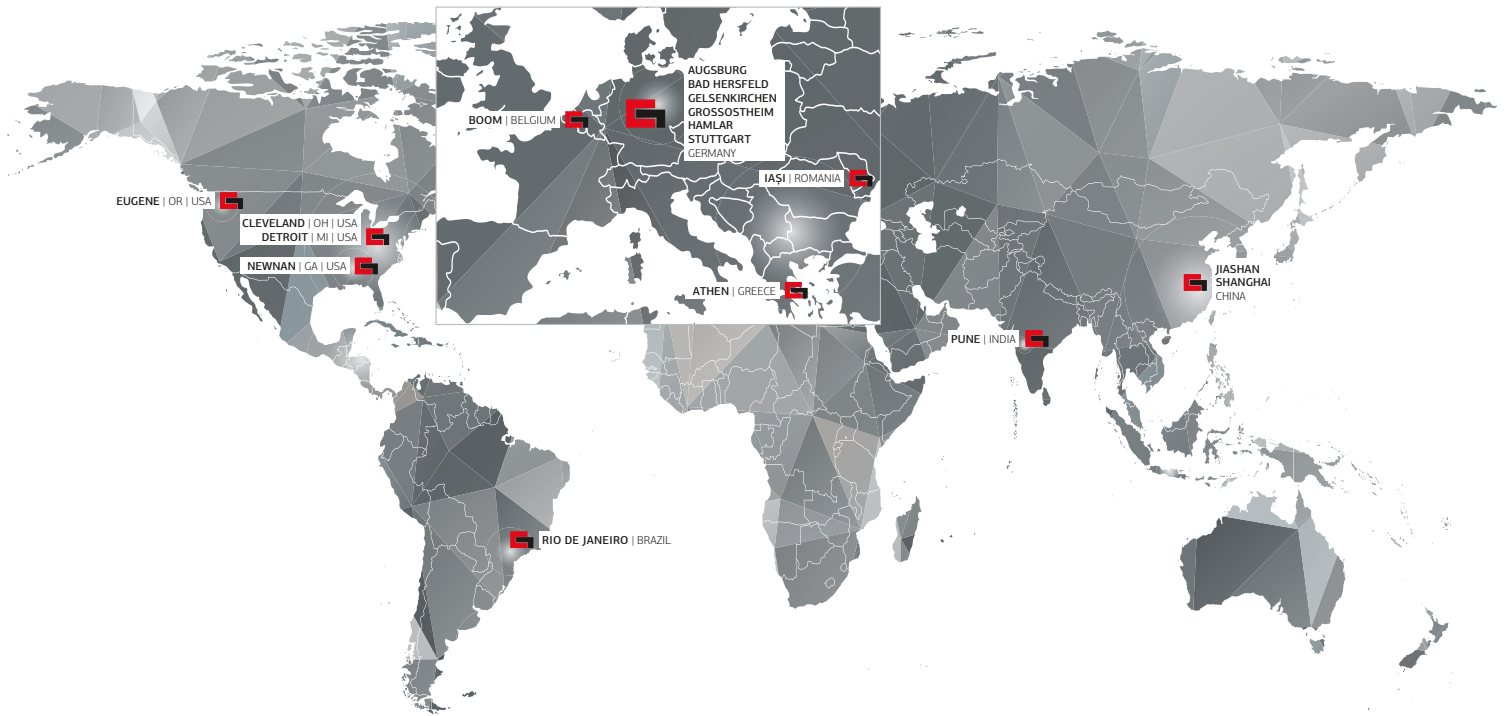 AUGSBURG
BAD HERSFELD
GELSENKIRCHEN
GROSSOSTHEIM
HAMLAR
STUTTGART
GERMANY
BOOM | BELGIUM
IAȘI | ROMANIA
EUGENE | OR | USA
CLEVELAND | OH | USA
DETROIT | MI | USA
NEWNAN | GA | USA
ATHEN | GREECE
JIASHAN
SHANGHAI
CHINA
PUNE | INDIA
RIO DE JANEIRO | BRAZIL